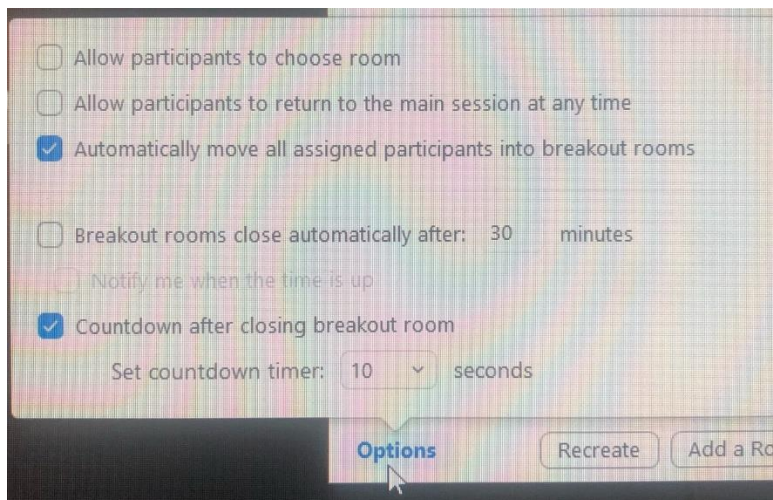 Allow participants to choose room
Allow participants to return to the main session at any time
Automatically move all assigned participants into breakout rooms
Breakout rooms close automatically after: 30 minutes
Notify me when the time is up
Countdown after closing breakout room
Set countdown timer: 10 seconds
Options Recreate Add a Ro